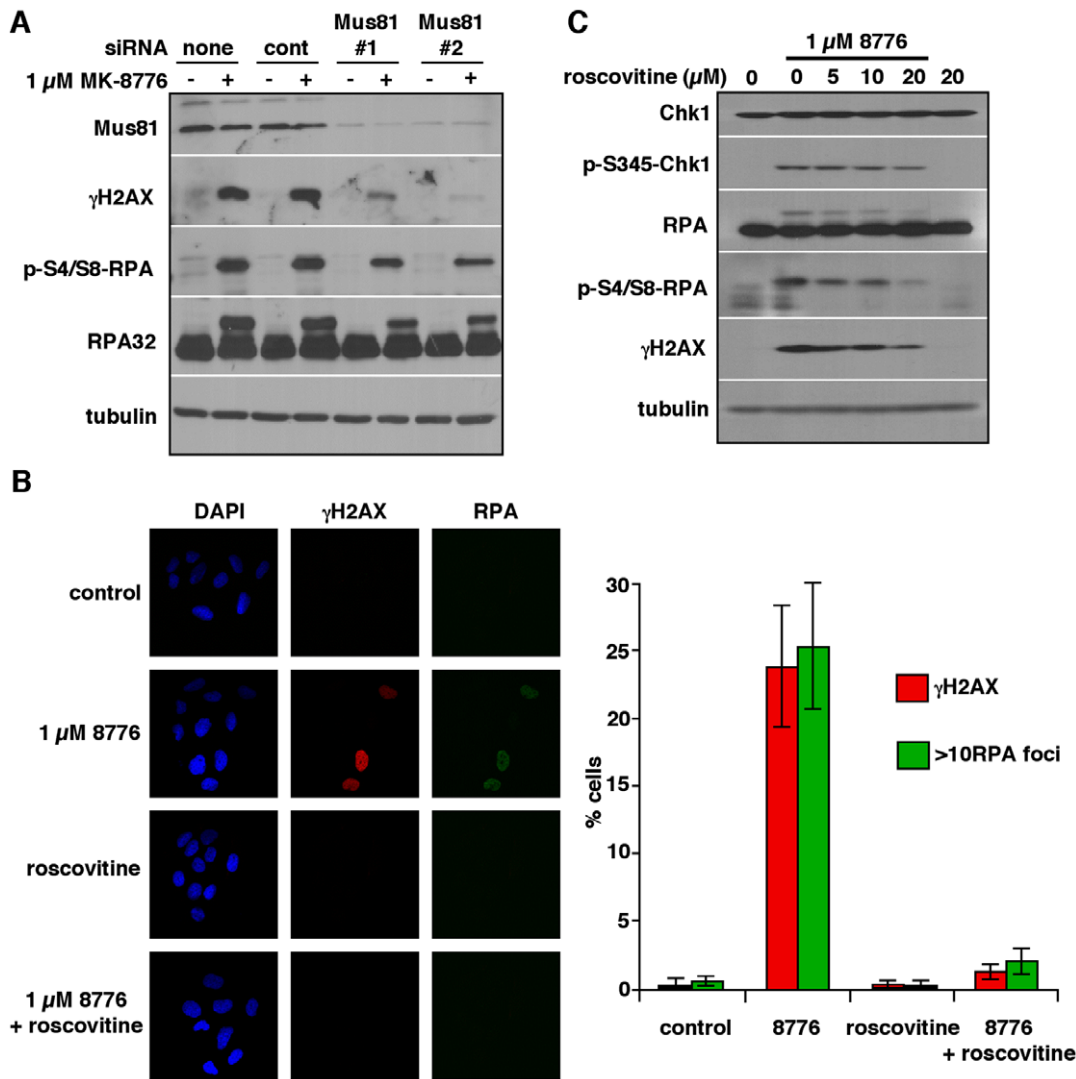 A
siRNA none cont Mus81 #1 Mus81 #2
1 µM MK-8776 - + - + - + - +
Mus81
γH2AX
p-S4/S8-RPA
RPA32
tubulin
C
1 µM 8776
roscovitine (µM) 0 0 5 10 20 20
Chk1
p-S345-Chk1
RPA
p-S4/S8-RPA
γH2AX
tubulin
B
DAPI γH2AX RPA
control
1 µM 8776
roscovitine
1 µM 8776
+ roscovitine
% cells
30
25
20
15
10
5
0
γH2AX
>10RPA foci
control 8776 roscovitine 8776
+ roscovitine